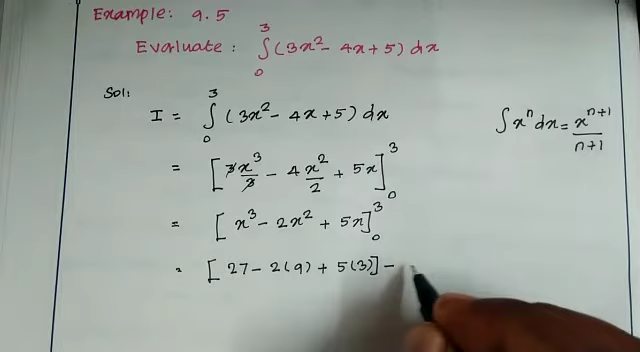 Example: 9.5
Evaluate: ∫₀³ (3x² - 4x + 5) dx
Sol:
I = ∫₀³ (3x² - 4x + 5) dx
∫ xⁿ dx = xⁿ⁺¹/n+1
= [3x³/3 - 4x²/2 + 5x]₀³
= [x³ - 2x² + 5x]₀³
= [27 - 2(9) + 5(3)] -